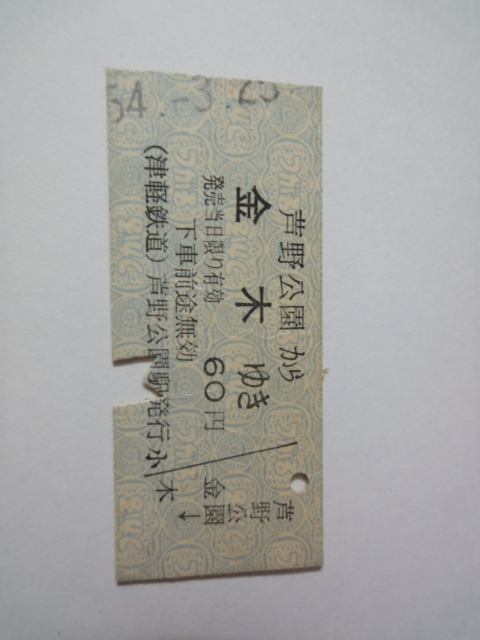 54.-3.2
芦野公園から
金木ゆき
発売当日限り有効 60円
下車前途無効
(津軽鉄道)芦野公園駅発行
小
芦野公園
↓
金木